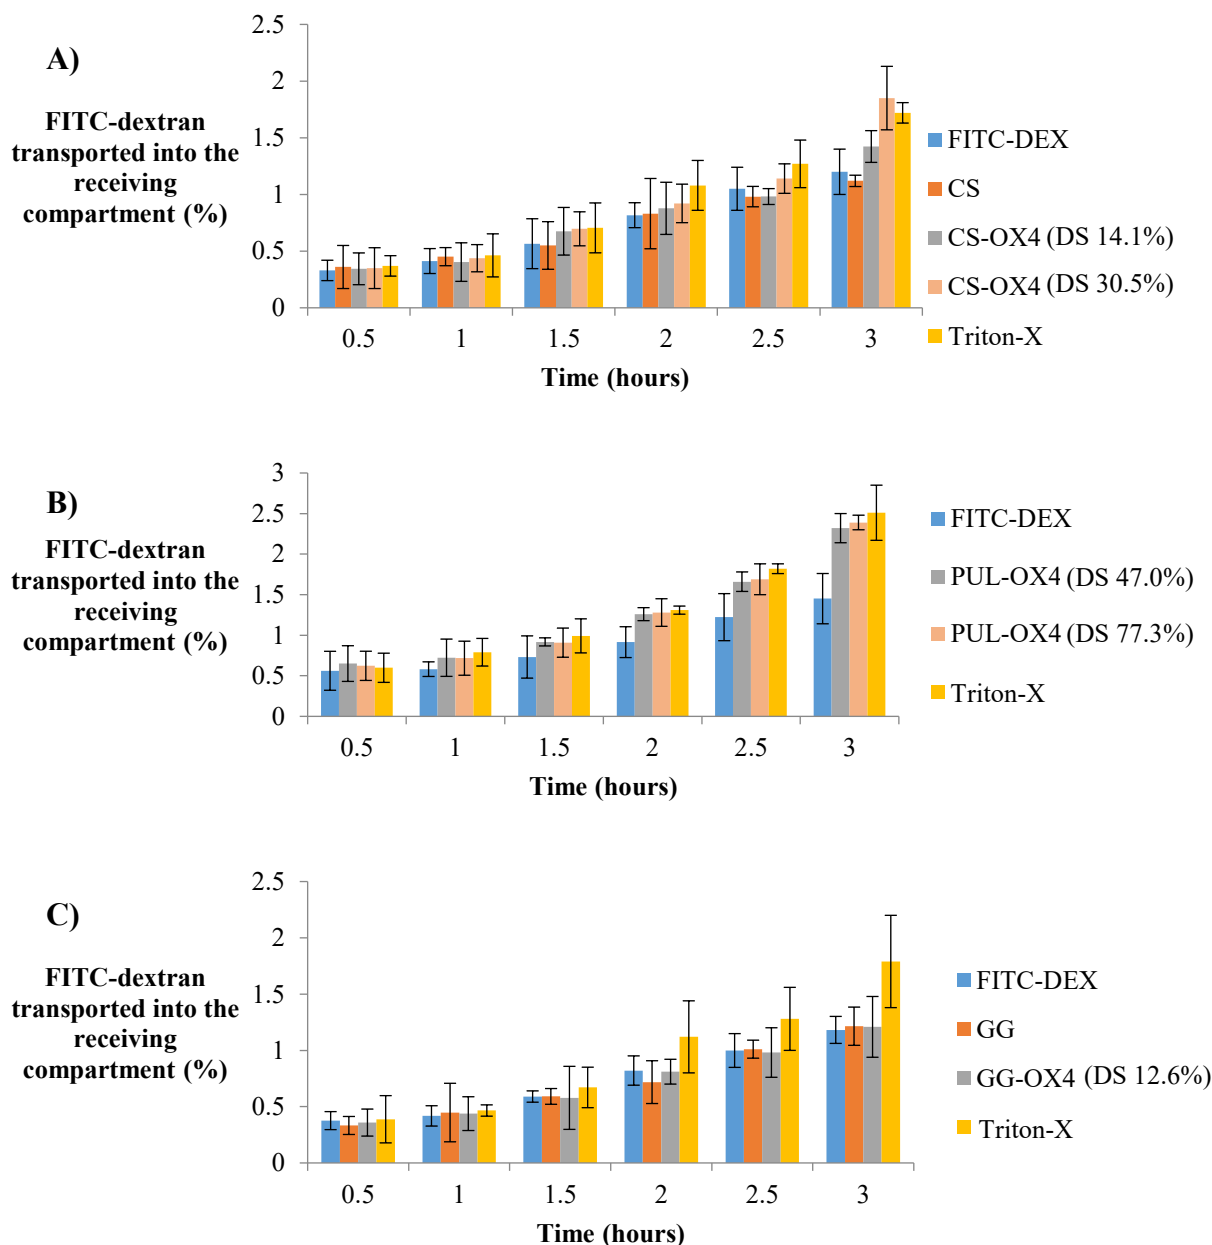 A)
FITC-dextran
transported into the
receiving
compartment (%)
2.5
2
1.5
1
0.5
0
0.5 1 1.5 2 2.5 3
Time (hours)
FITC-DEX
CS
CS-OX4 (DS 14.1%)
CS-OX4 (DS 30.5%)
Triton-X
B)
FITC-dextran
transported into the
receiving
compartment (%)
3
2.5
2
1.5
1
0.5
0
0.5 1 1.5 2 2.5 3
Time (hours)
FITC-DEX
PUL-OX4 (DS 47.0%)
PUL-OX4 (DS 77.3%)
Triton-X
C)
FITC-dextran
transported into the
receiving
compartment (%)
2.5
2
1.5
1
0.5
0
0.5 1 1.5 2 2.5 3
Time (hours)
FITC-DEX
GG
GG-OX4 (DS 12.6%)
Triton-X